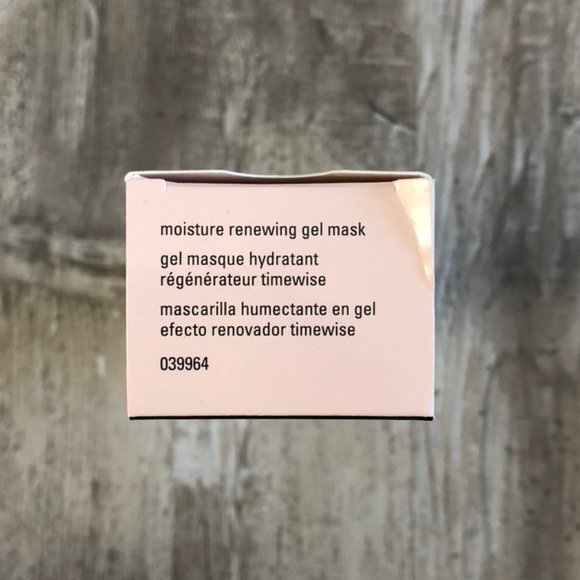 moisture renewing gel mask
gel masque hydratant
régénérateur timewise
mascarilla humectante en gel
efecto renovador timewise
039964